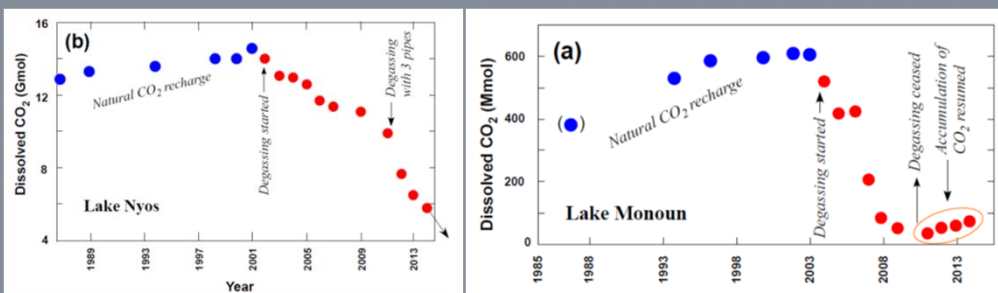 (b)
Dissolved CO2 (Gmol)
16
12
8
4
Natural CO2 recharge
Degassing started
Degassing
with 3 pipes
Lake Nyos
1989
1993
1997
2001
2005
2009
2013
Year
(a)
Dissolved CO2 (Mmol)
600
400
200
0
( )
Natural CO2 recharge
Degassing started
Degassing ceased
Accumulation of
CO2 resumed
Lake Monoun
1985
1988
1993
1998
2003
2008
2013